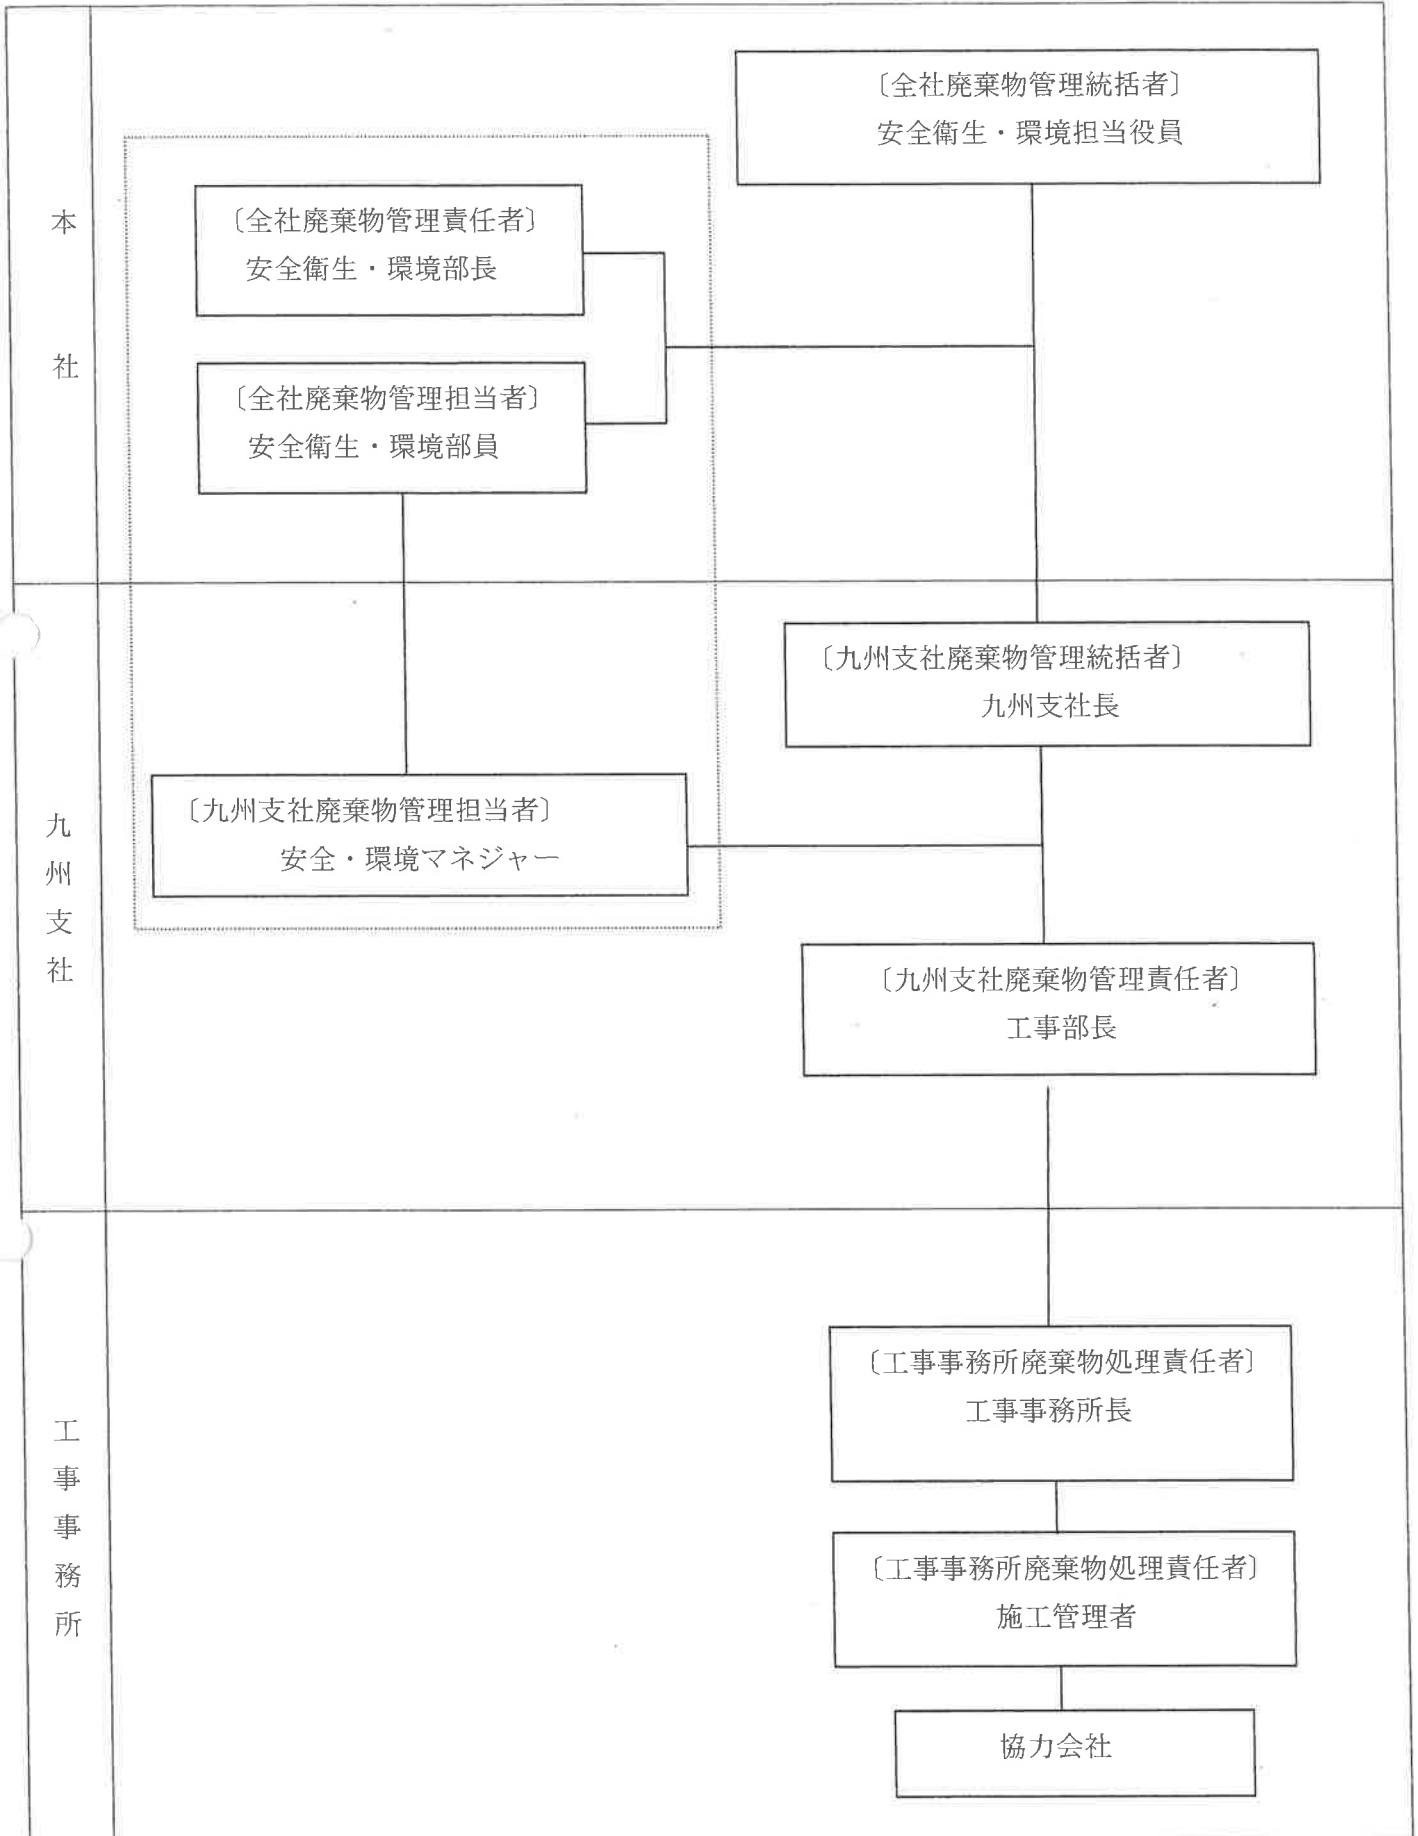 本社
〔全社廃棄物管理統括者〕
安全衛生・環境担当役員
〔全社廃棄物管理責任者〕
安全衛生・環境部長
〔全社廃棄物管理担当者〕
安全衛生・環境部員
九州支社
〔九州支社廃棄物管理統括者〕
九州支社長
〔九州支社廃棄物管理担当者〕
安全・環境マネジャー
〔九州支社廃棄物管理責任者〕
工事部長
工事事務所
〔工事事務所廃棄物処理責任者〕
工事事務所長
〔工事事務所廃棄物処理責任者〕
施工管理者
協力会社